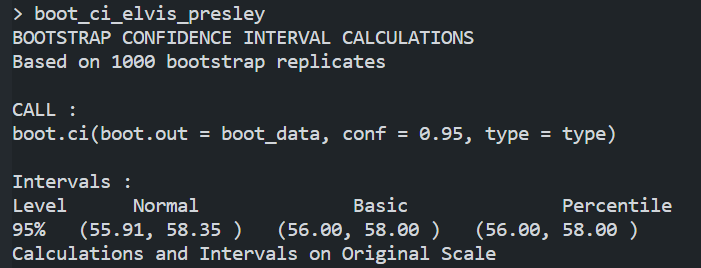 > boot_ci_elvis_presley
BOOTSTRAP CONFIDENCE INTERVAL CALCULATIONS
Based on 1000 bootstrap replicates

CALL :
boot.ci(boot.out = boot_data, conf = 0.95, type = type)

Intervals :
Level      Normal              Basic              Percentile
95%   (55.91, 58.35 )   (56.00, 58.00 )   (56.00, 58.00 )
Calculations and Intervals on Original Scale